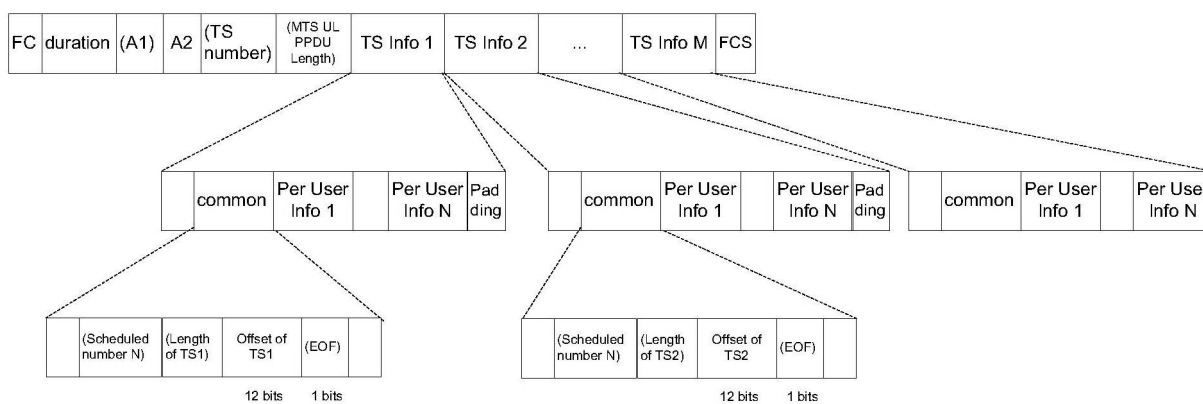 FC duration (A1) A2 (TS number) (MTS UL PPDU Length) TS Info 1 TS Info 2 ... TS Info M FCS
common Per User Info 1 Per User Info N Pad ding common Per User Info 1 Per User Info N Pad ding common Per User Info 1 Per Use Info N
(Scheduled number N) (Length of TS1) Offset of TS1 (EOF) (Scheduled number N) (Length of TS2) Offset of TS2 (EOF)
12 bits 1 bits 12 bits 1 bits